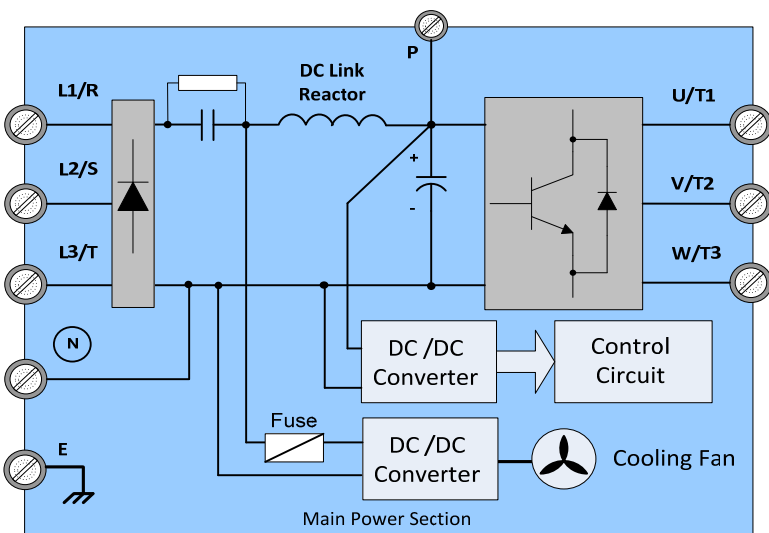 P
L1/R
DC Link
Reactor
U/T1
+
-
L2/S
V/T2
L3/T
W/T3
N
DC /DC
Converter
Control
Circuit
Fuse
DC /DC
Converter
Cooling Fan
E
Main Power Section